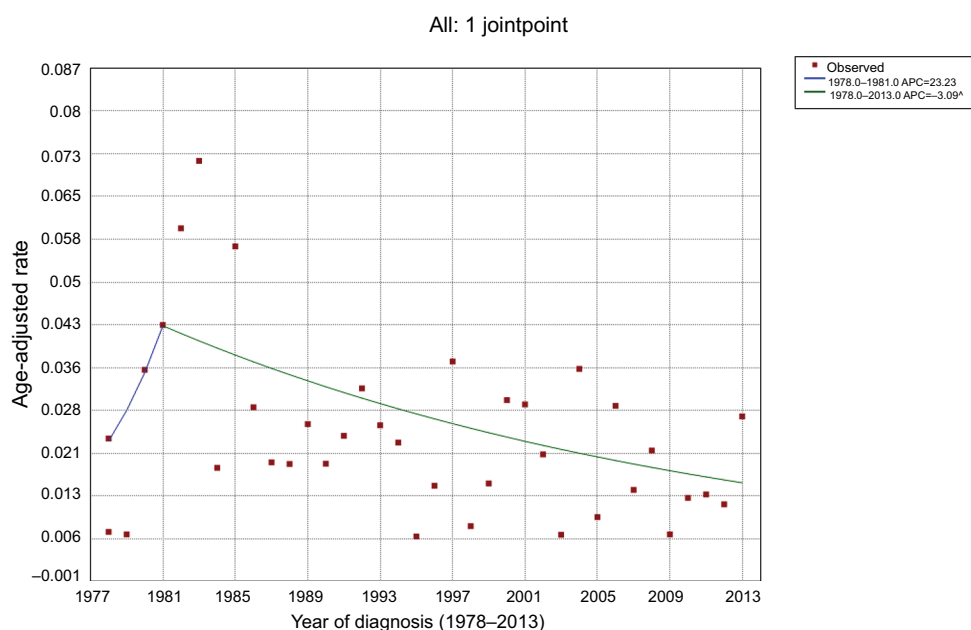 All: 1 jointpoint
0.087
0.08
0.073
0.065
0.058
0.05
0.043
0.036
0.028
0.021
0.013
0.006
–0.001
Age-adjusted rate
1977 1981 1985 1989 1993 1997 2001 2005 2009 2013
Year of diagnosis (1978–2013)
Observed
1978.0–1981.0 APC=23.23
1978.0–2013.0 APC=–3.09^